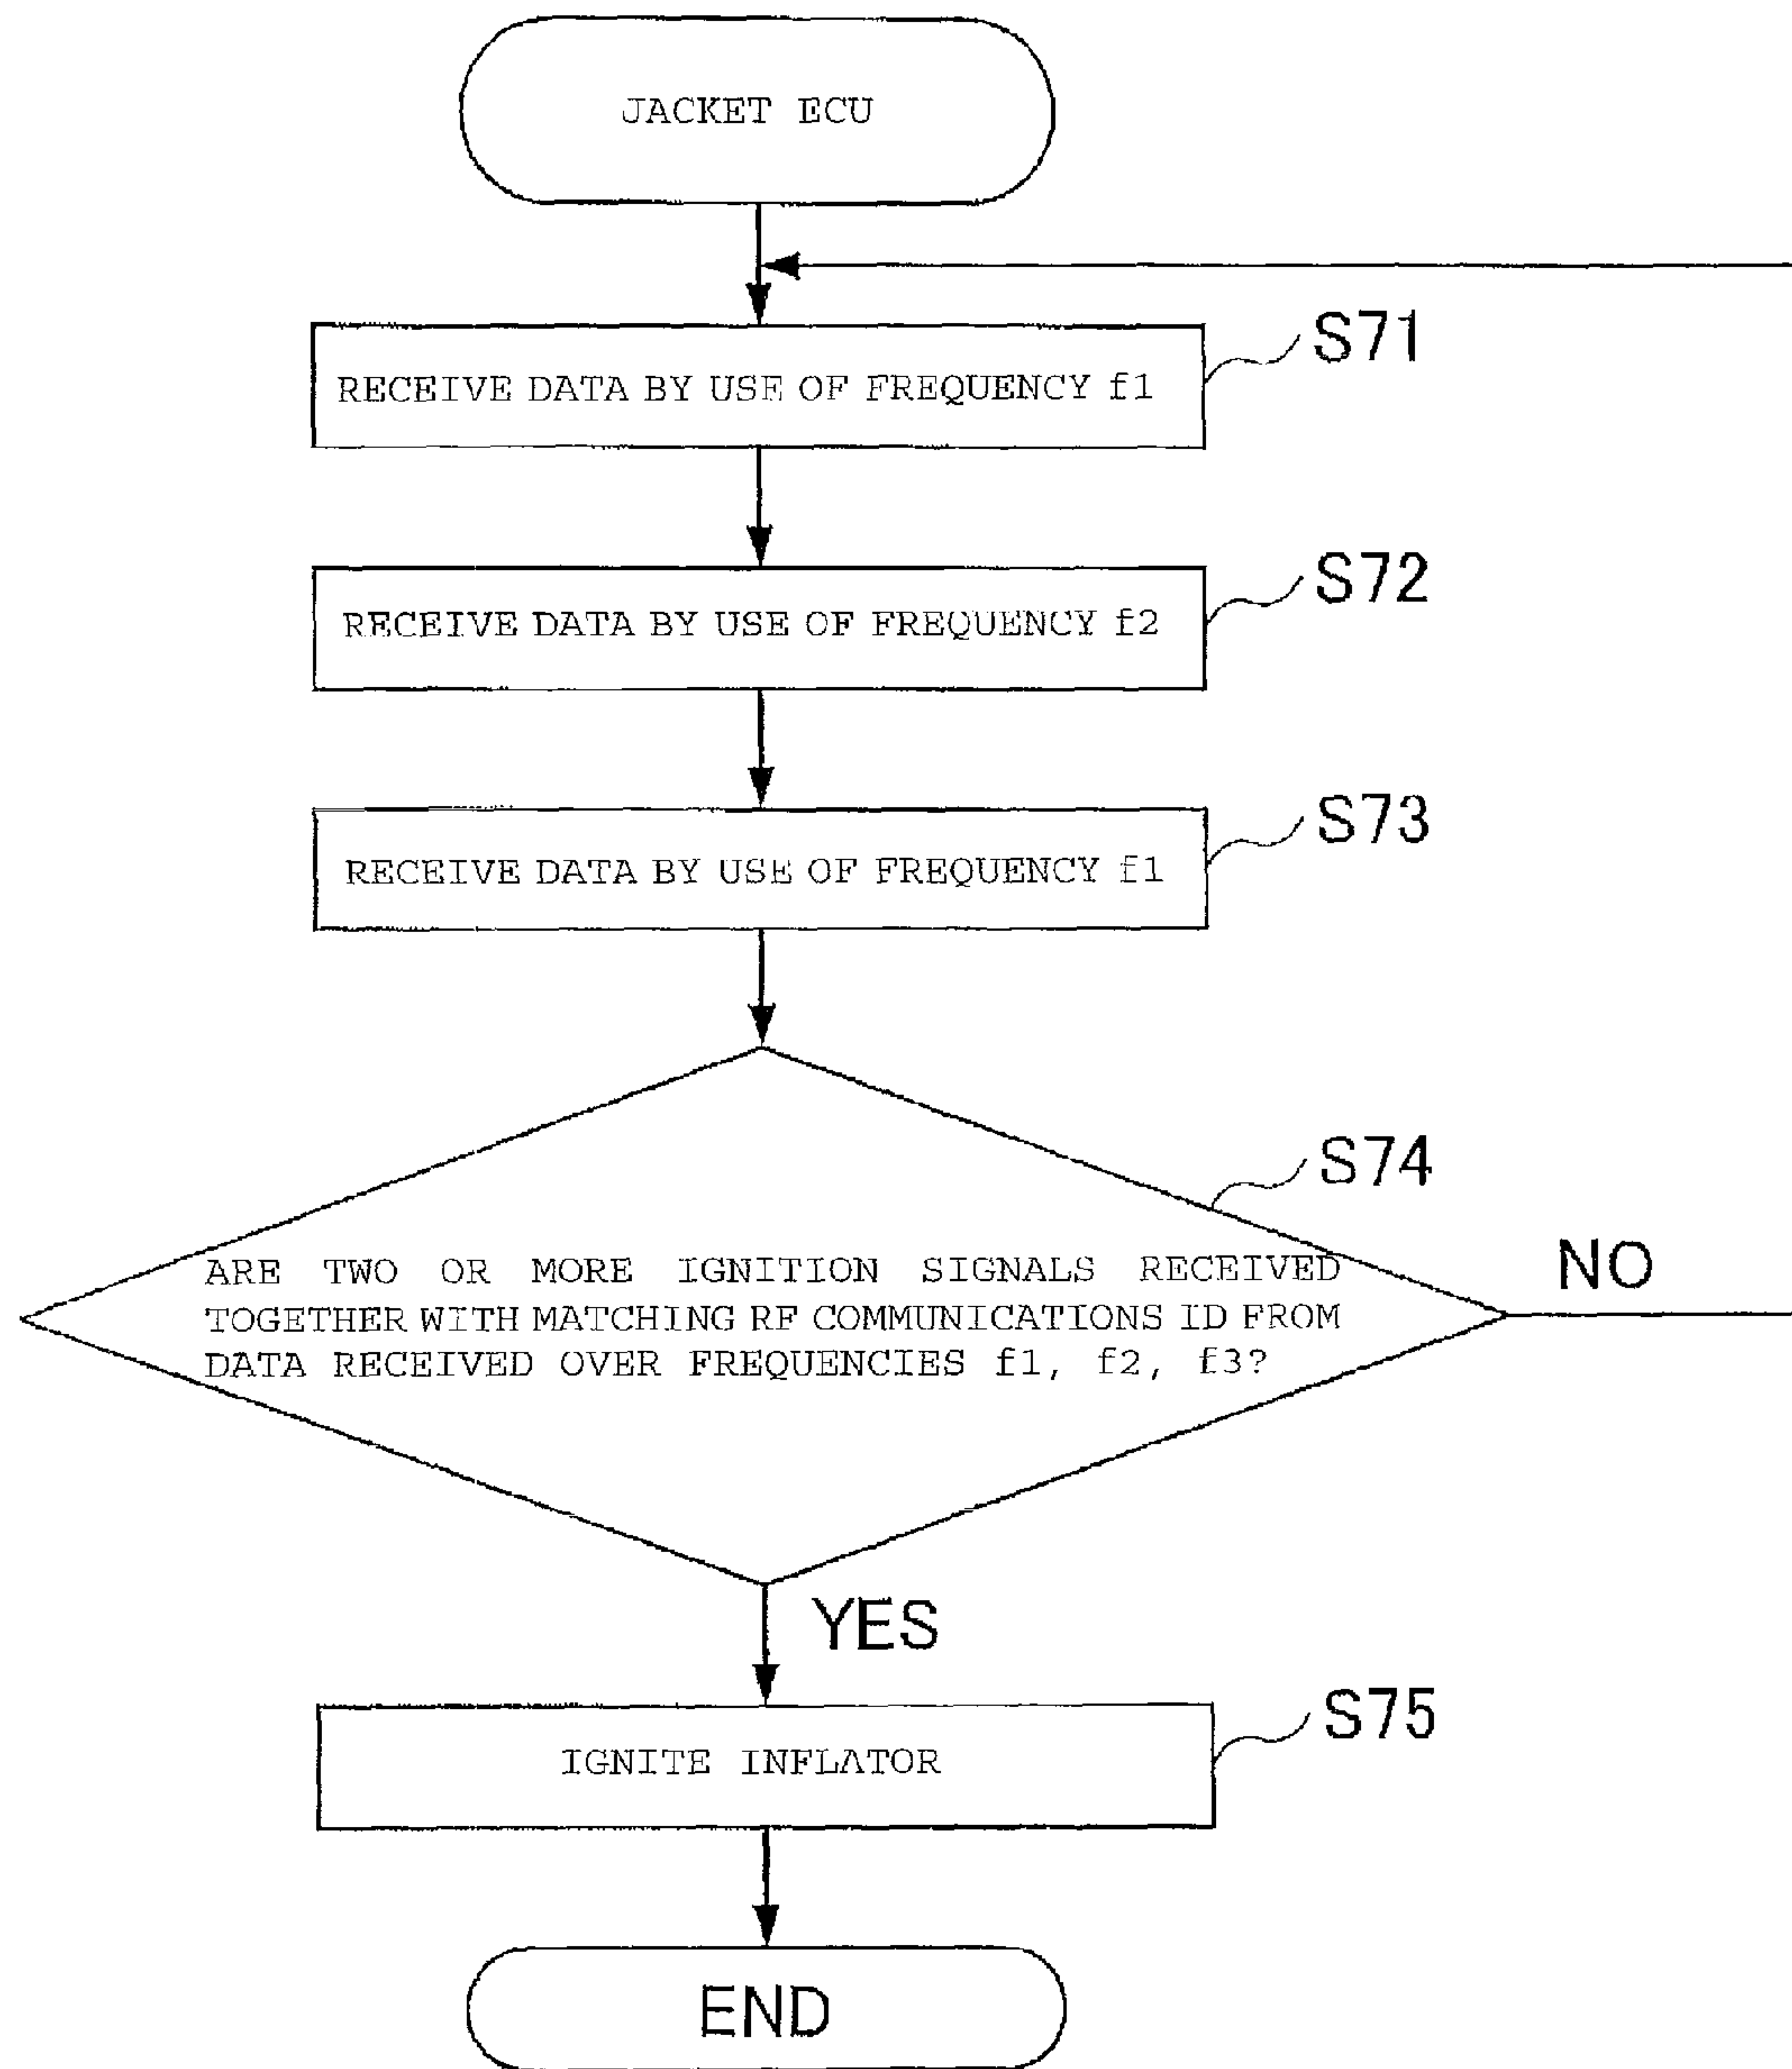 JACKET ECU
RECEIVE DATA BY USE OF FREQUENCY f1
S71
RECEIVE DATA BY USE OF FREQUENCY f2
S72
RECEIVE DATA BY USE OF FREQUENCY f1
S73
S74
ARE TWO OR MORE IGNITION SIGNALS RECEIVED
TOGETHER WITH MATCHING RF COMMUNICATIONS ID FROM
DATA RECEIVED OVER FREQUENCIES f1, f2, f3?
NO
YES
IGNITE INFLATOR
S75
END